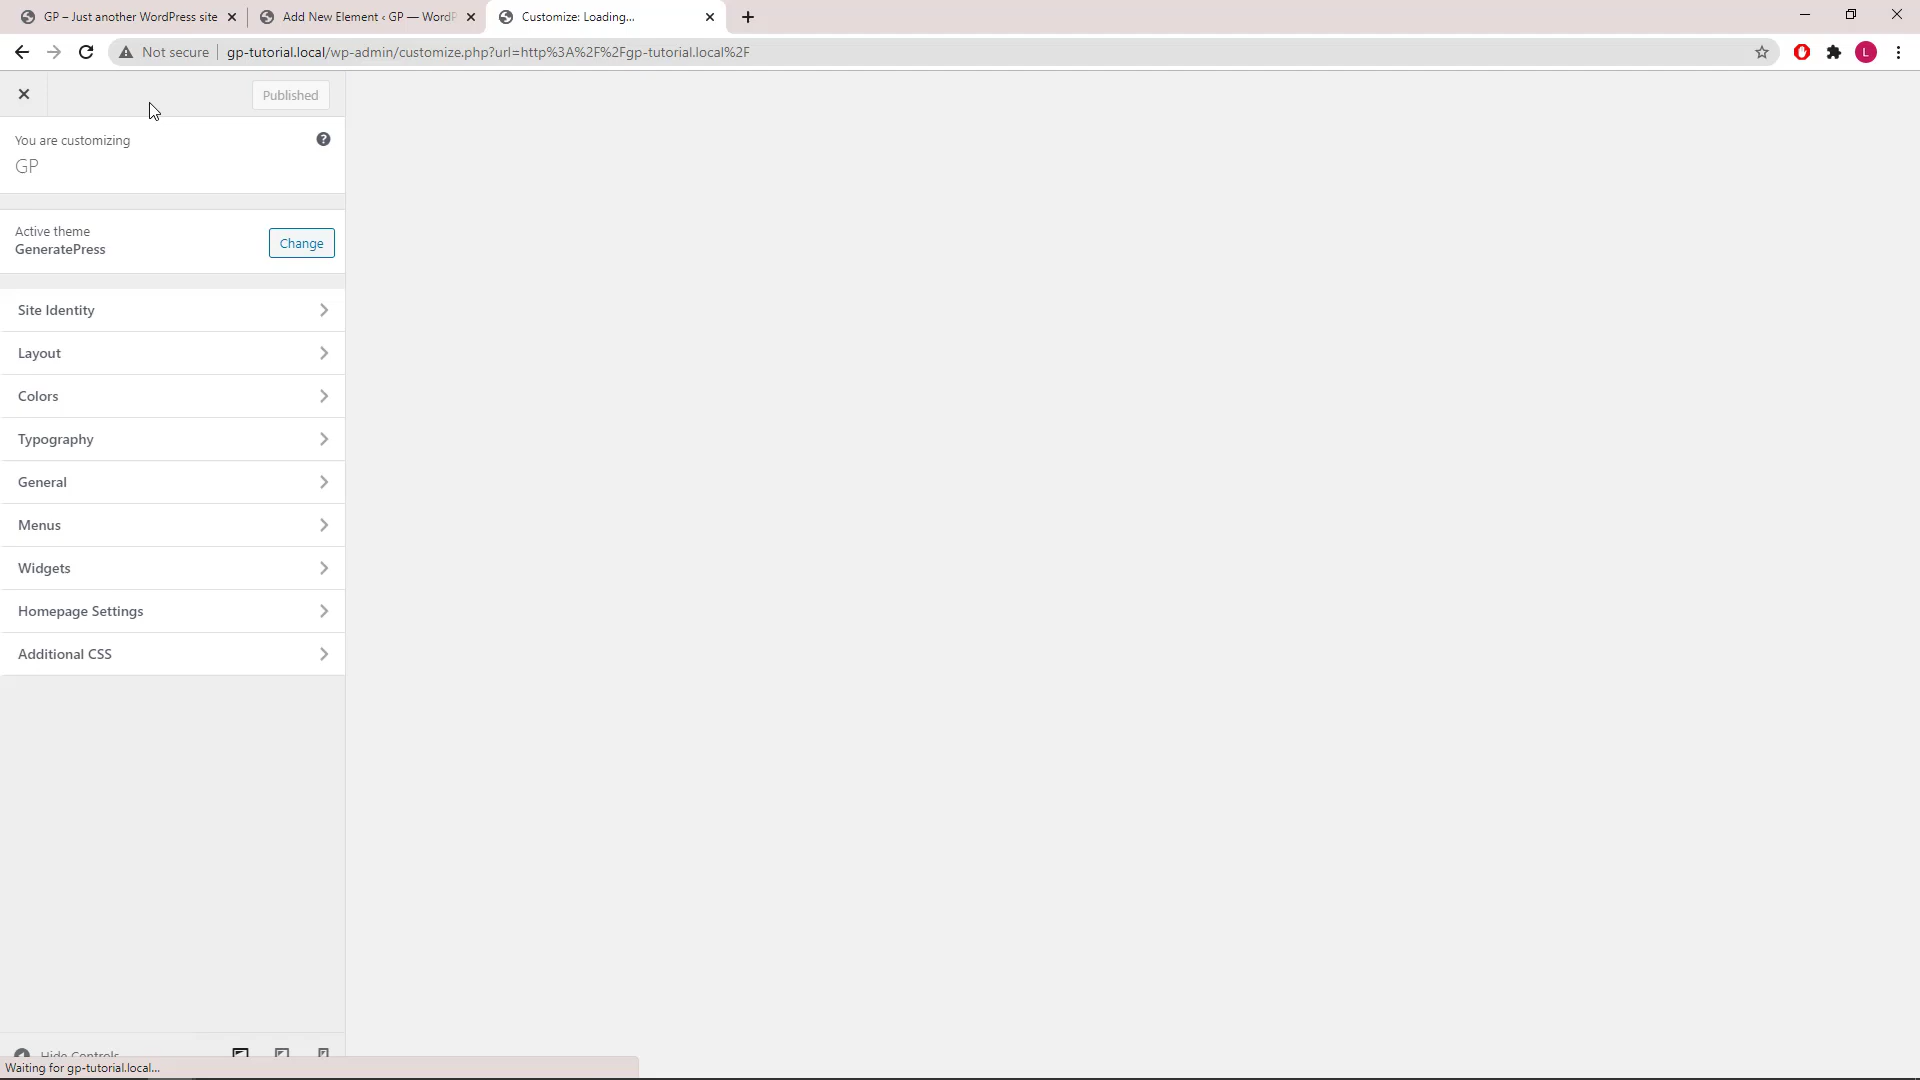 GP – Just another WordPress site
Add New Element ‹ GP — WordP
Customize: Loading...
Not secure
gp-tutorial.local/wp-admin/customize.php?url=http%3A%2F%2Fgp-tutorial.local%2F
L
Published
You are customizing
?
GP
Active theme
GeneratePress
Change
Site Identity
Layout
Colors
Typography
General
Menus
Widgets
Homepage Settings
Additional CSS
Hide Controls
Waiting for gp-tutorial.local...